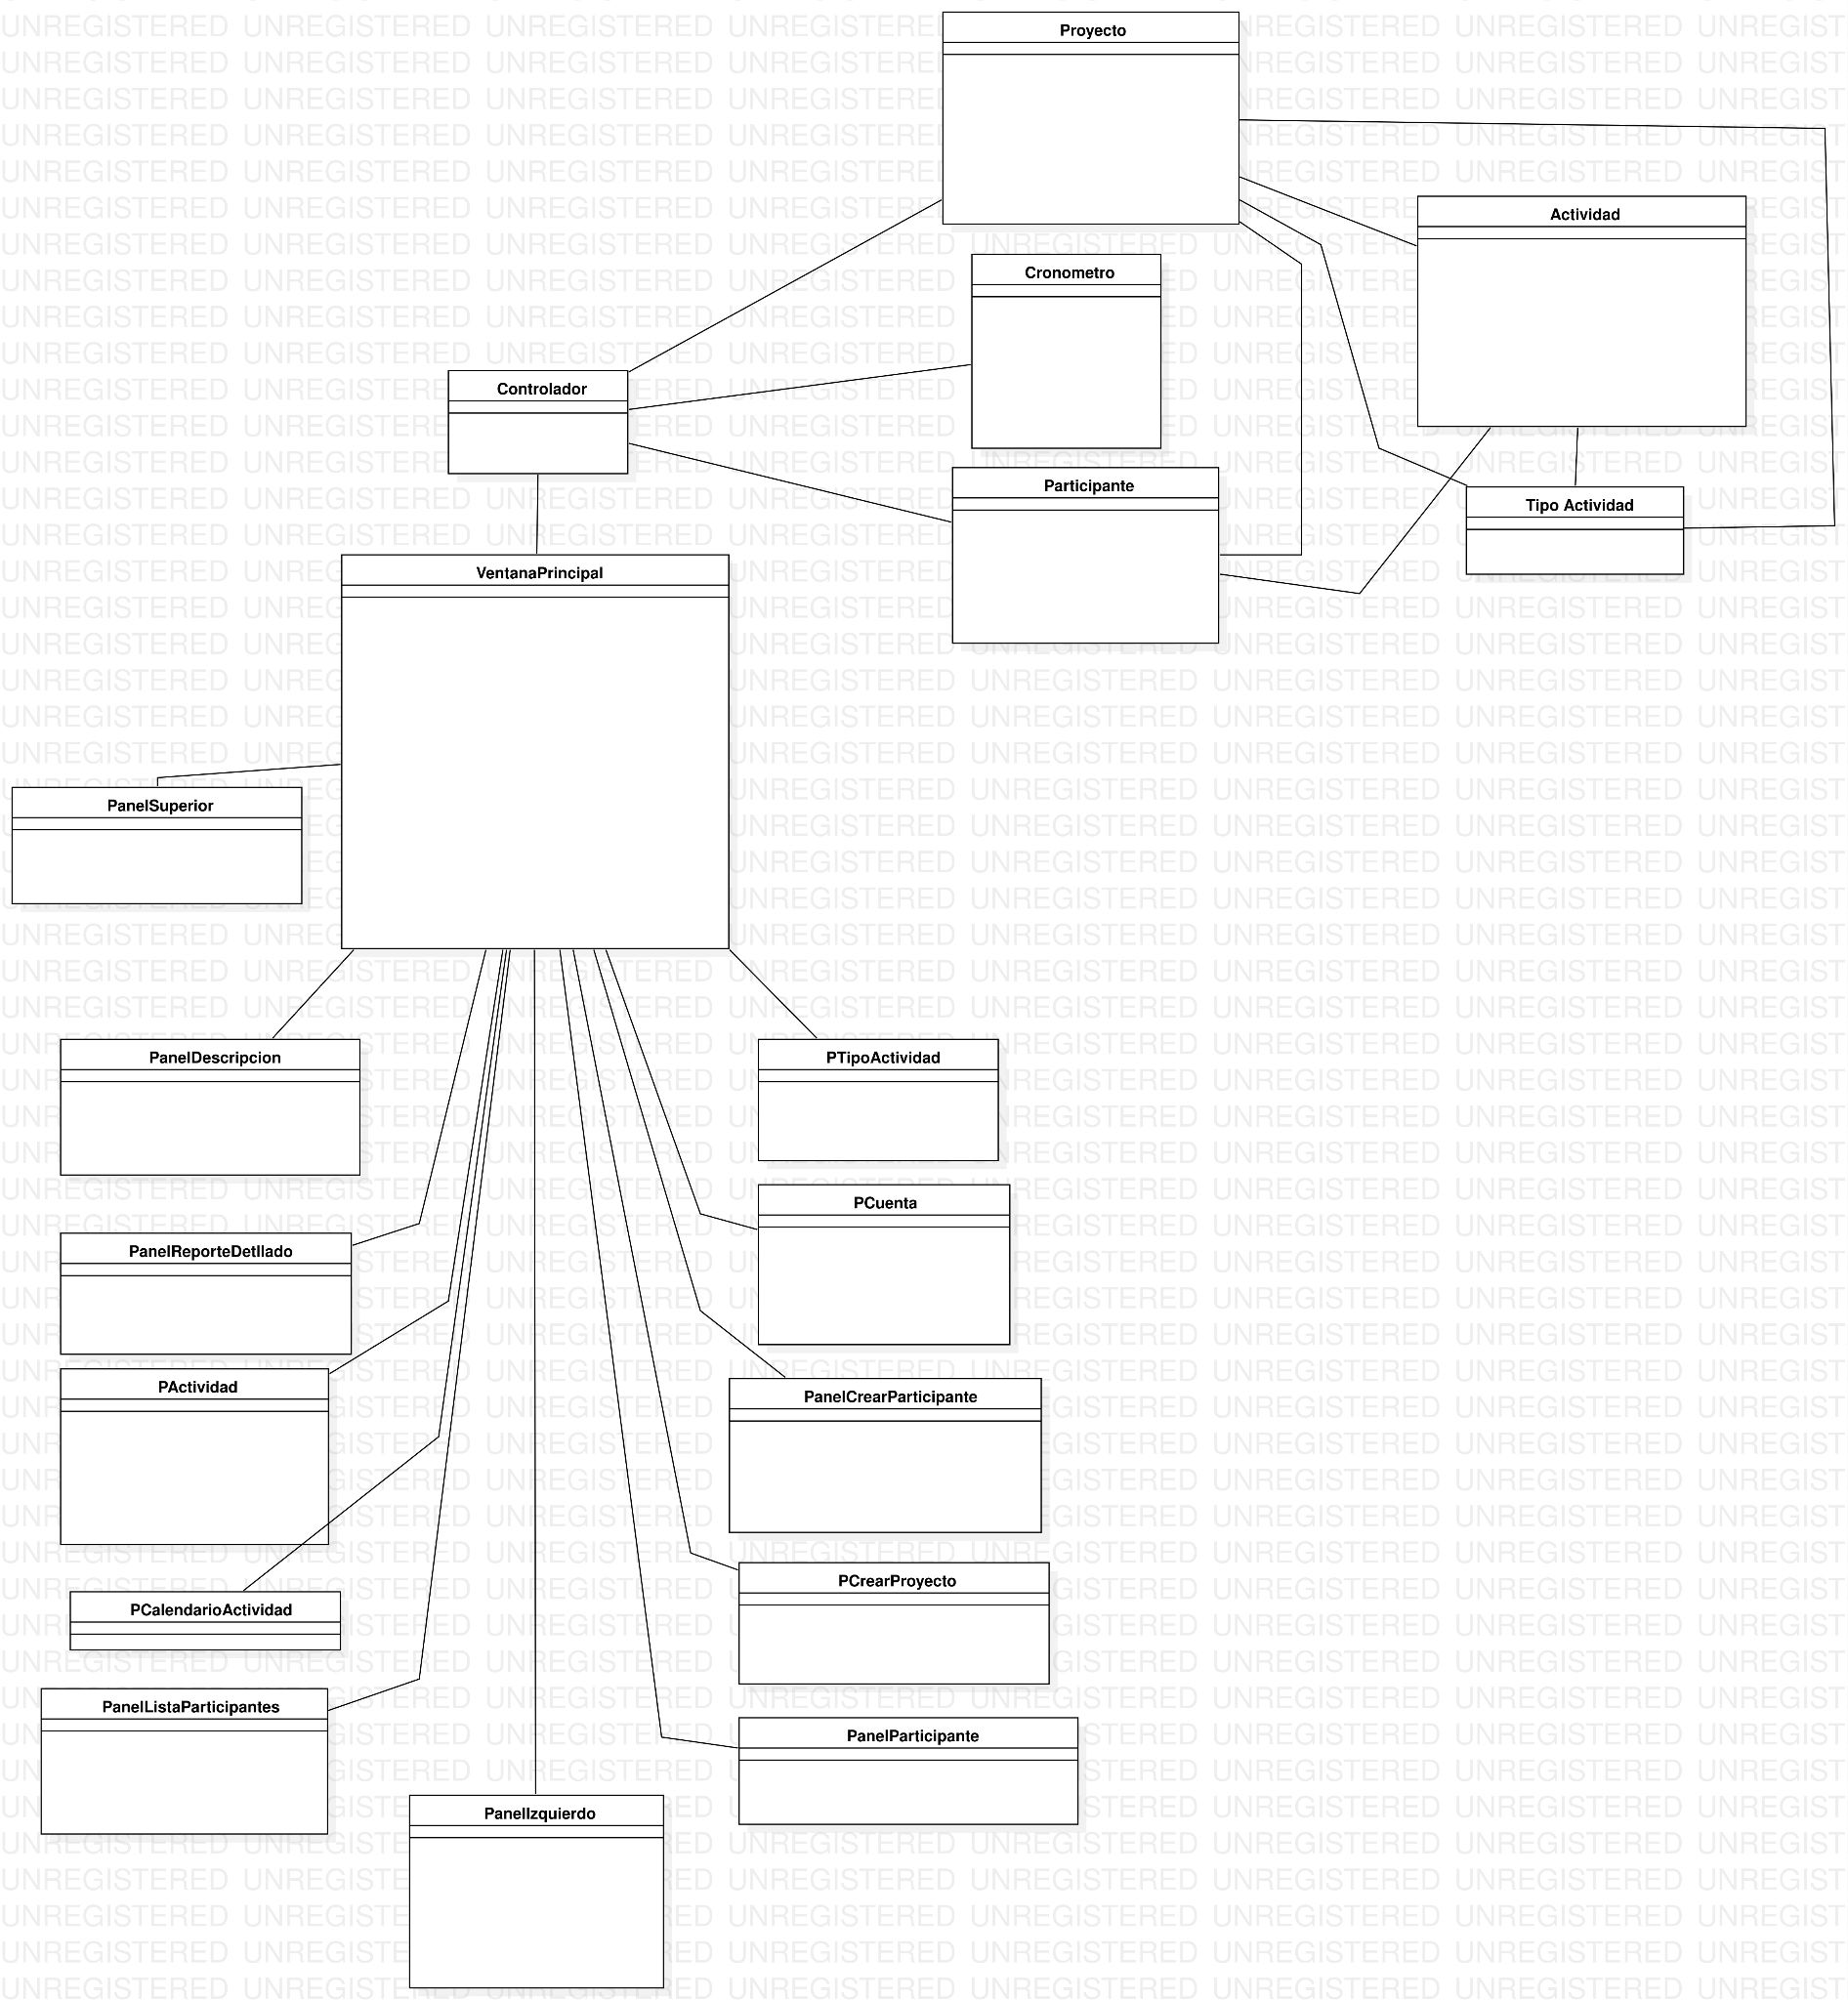 Proyecto
Actividad
Cronometro
Controlador
Participante
Tipo Actividad
VentanaPrincipal
PanelSuperior
PanelDescripcion
PTipoActividad
PCuenta
PanelReporteDetllado
PActividad
PanelCrearParticipante
PCrearProyecto
PCalendarioActividad
PanelListaParticipantes
PanelParticipante
PanelIzquierdo
UNREGISTERED